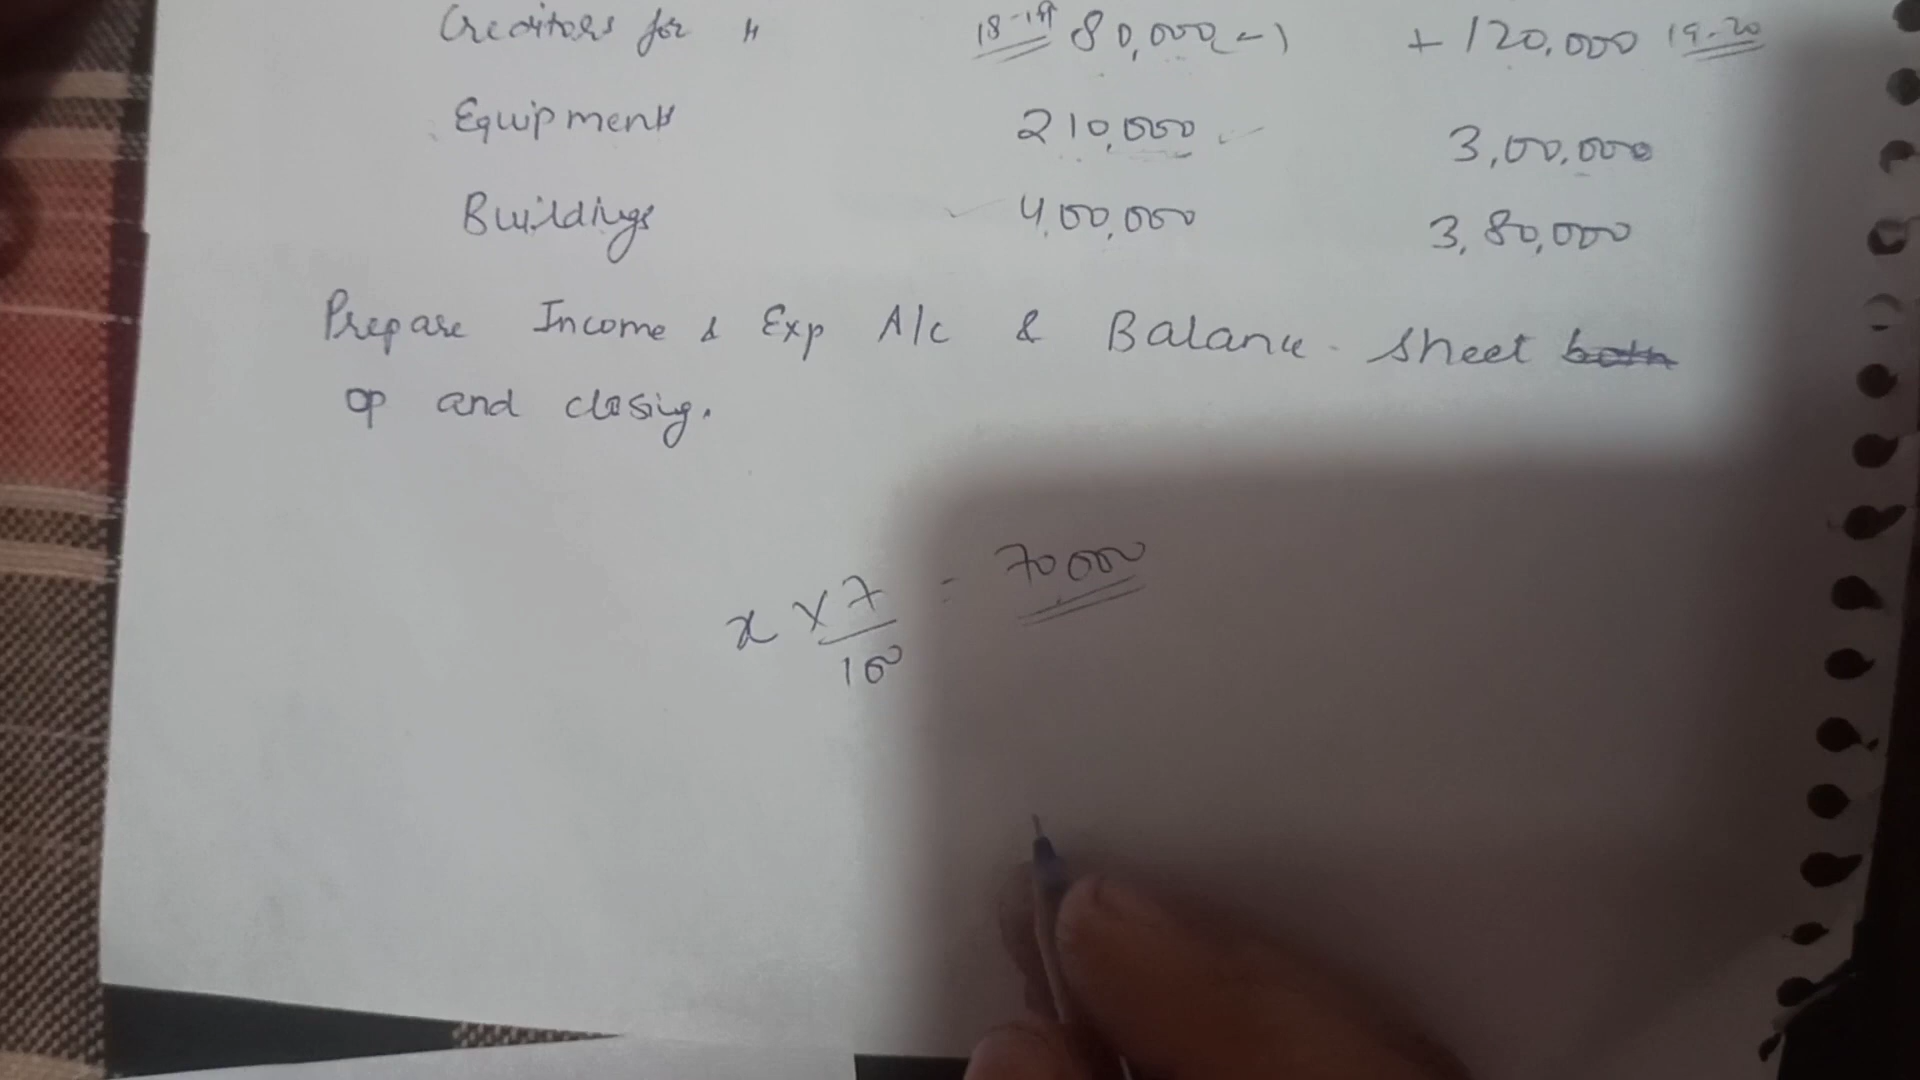 Creditors for " 18-19 80,000 (-) + 120,000 19-20
Equipments 210,000 3,00,000
Buildings 4,00,000 3,80,000
Prepare Income & Exp A/c & Balance Sheet both
op and closing.
x × 7/100 = 70000